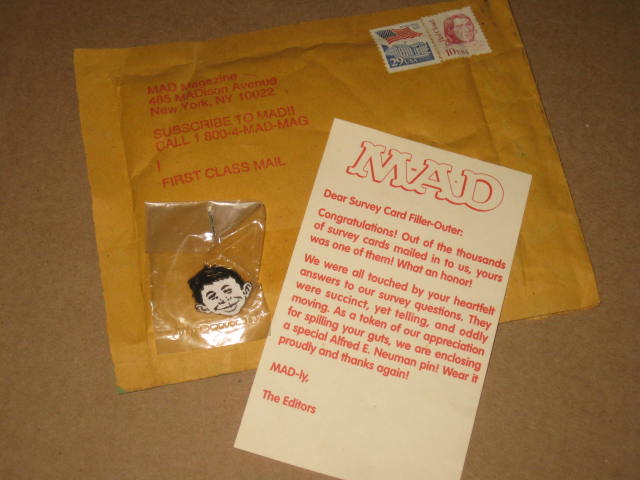 MAD Magazine
485 MADison Avenue
New York, NY 10022
SUBSCRIBE TO MAD!!
CALL 1 800-4-MAD-MAG
FIRST CLASS MAIL
29 USA
Red Cloud
10 USA
MAD
Dear Survey Card Filler-Outer:
Congratulations! Out of the thousands
of survey cards mailed in to us, yours
was one of them! What an honor!
We were all touched by your heartfelt
answers to our survey questions. They
were succinct, yet telling, and oddly
moving. As a token of our appreciation
for spilling your guts, we are enclosing
a special Alfred E. Neuman pin! Wear it
proudly and thanks again!
MAD-ly,
The Editors